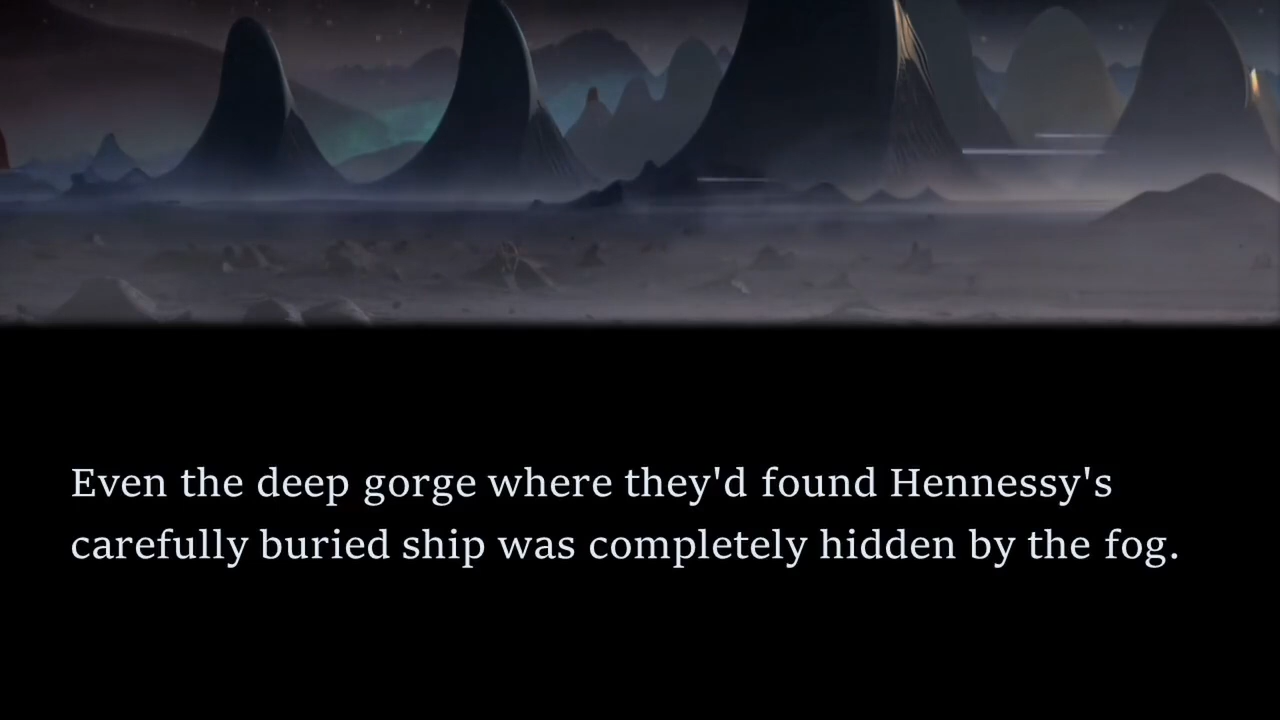 Even the deep gorge where they'd found Hennessy's
carefully buried ship was completely hidden by the fog.